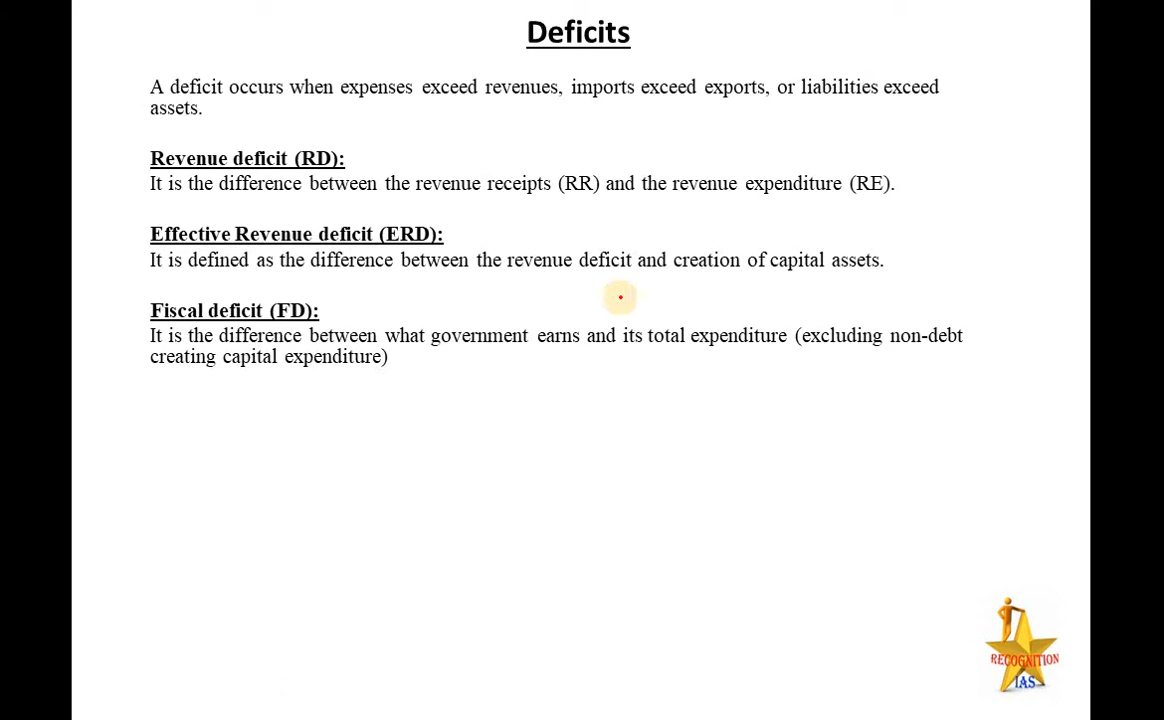 Deficits
A deficit occurs when expenses exceed revenues, imports exceed exports, or liabilities exceed
assets.
Revenue deficit (RD):
It is the difference between the revenue receipts (RR) and the revenue expenditure (RE).
Effective Revenue deficit (ERD):
It is defined as the difference between the revenue deficit and creation of capital assets.
Fiscal deficit (FD):
It is the difference between what government earns and its total expenditure (excluding non-debt
creating capital expenditure)
RECOGNITION
IAS